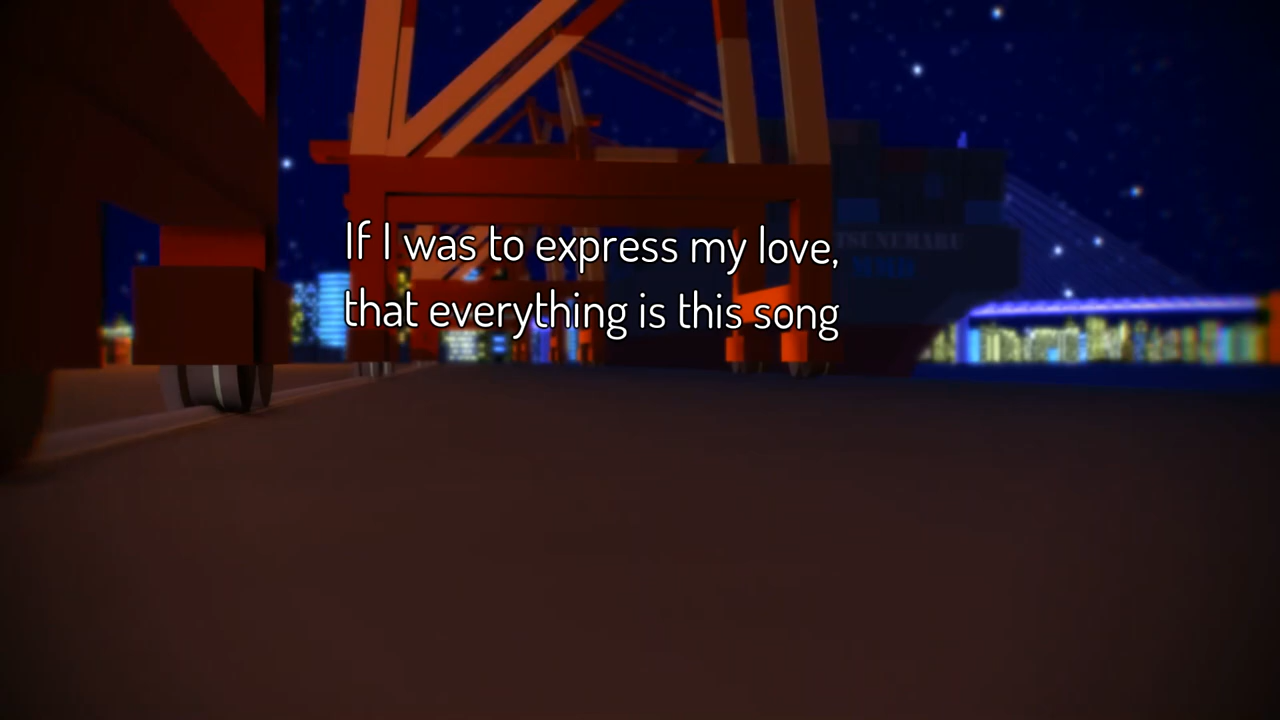 If I was to express my love,
that everything is this song